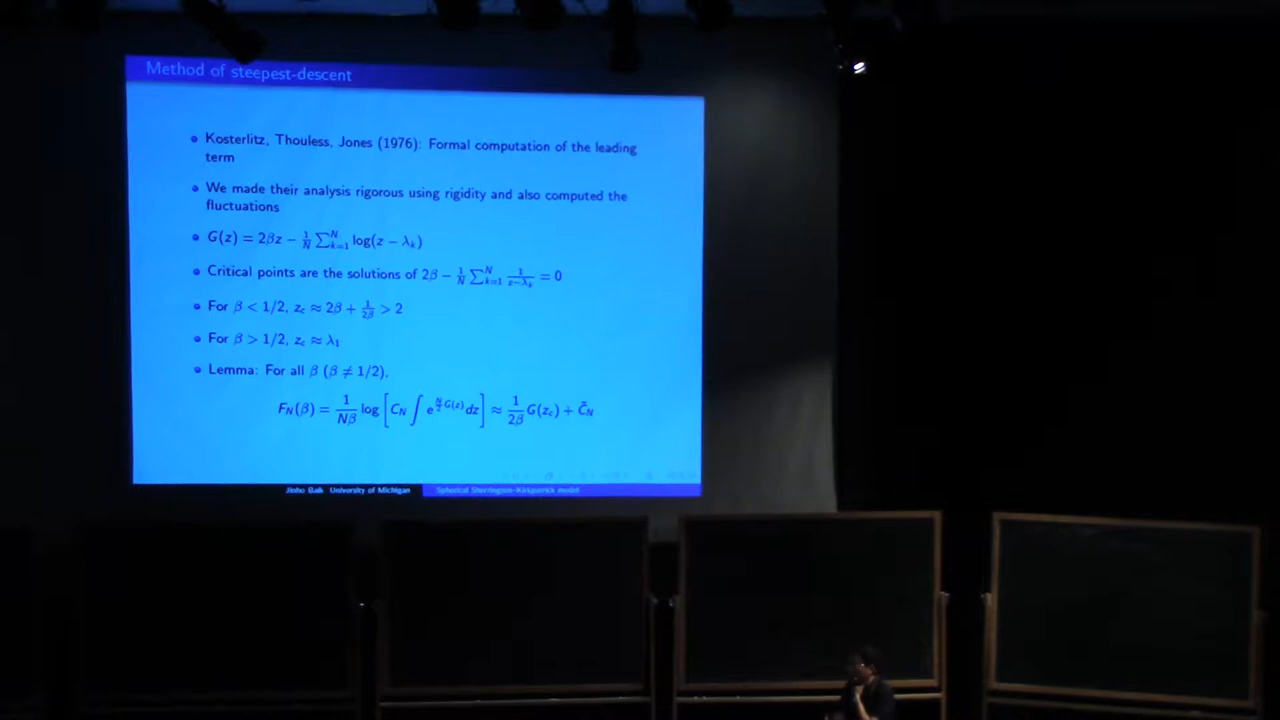 Method of steepest-descent
Kosterlitz, Thouless, Jones (1976): Formal computation of the leading
term
We made their analysis rigorous using rigidity and also computed the
fluctuations
G(z) = 2βz − 1/N ∑_{k=1}^{N} log(z − λ_k)
Critical points are the solutions of 2β − 1/N ∑_{k=1}^{N} 1/(z−λ_k) = 0
For β < 1/2, z_c ≈ 2β + 1/(2β) > 2
For β > 1/2, z_c ≈ λ_1
Lemma: For all β (β ≠ 1/2),
F_N(β) = 1/(Nβ) log [ C_N ∫ e^{N/2 G(z)} dz ] ≈ 1/(2β) G(z_c) + C̃_N
Jinho Baik University of Michigan
Spherical Sherrington-Kirkpatrick model